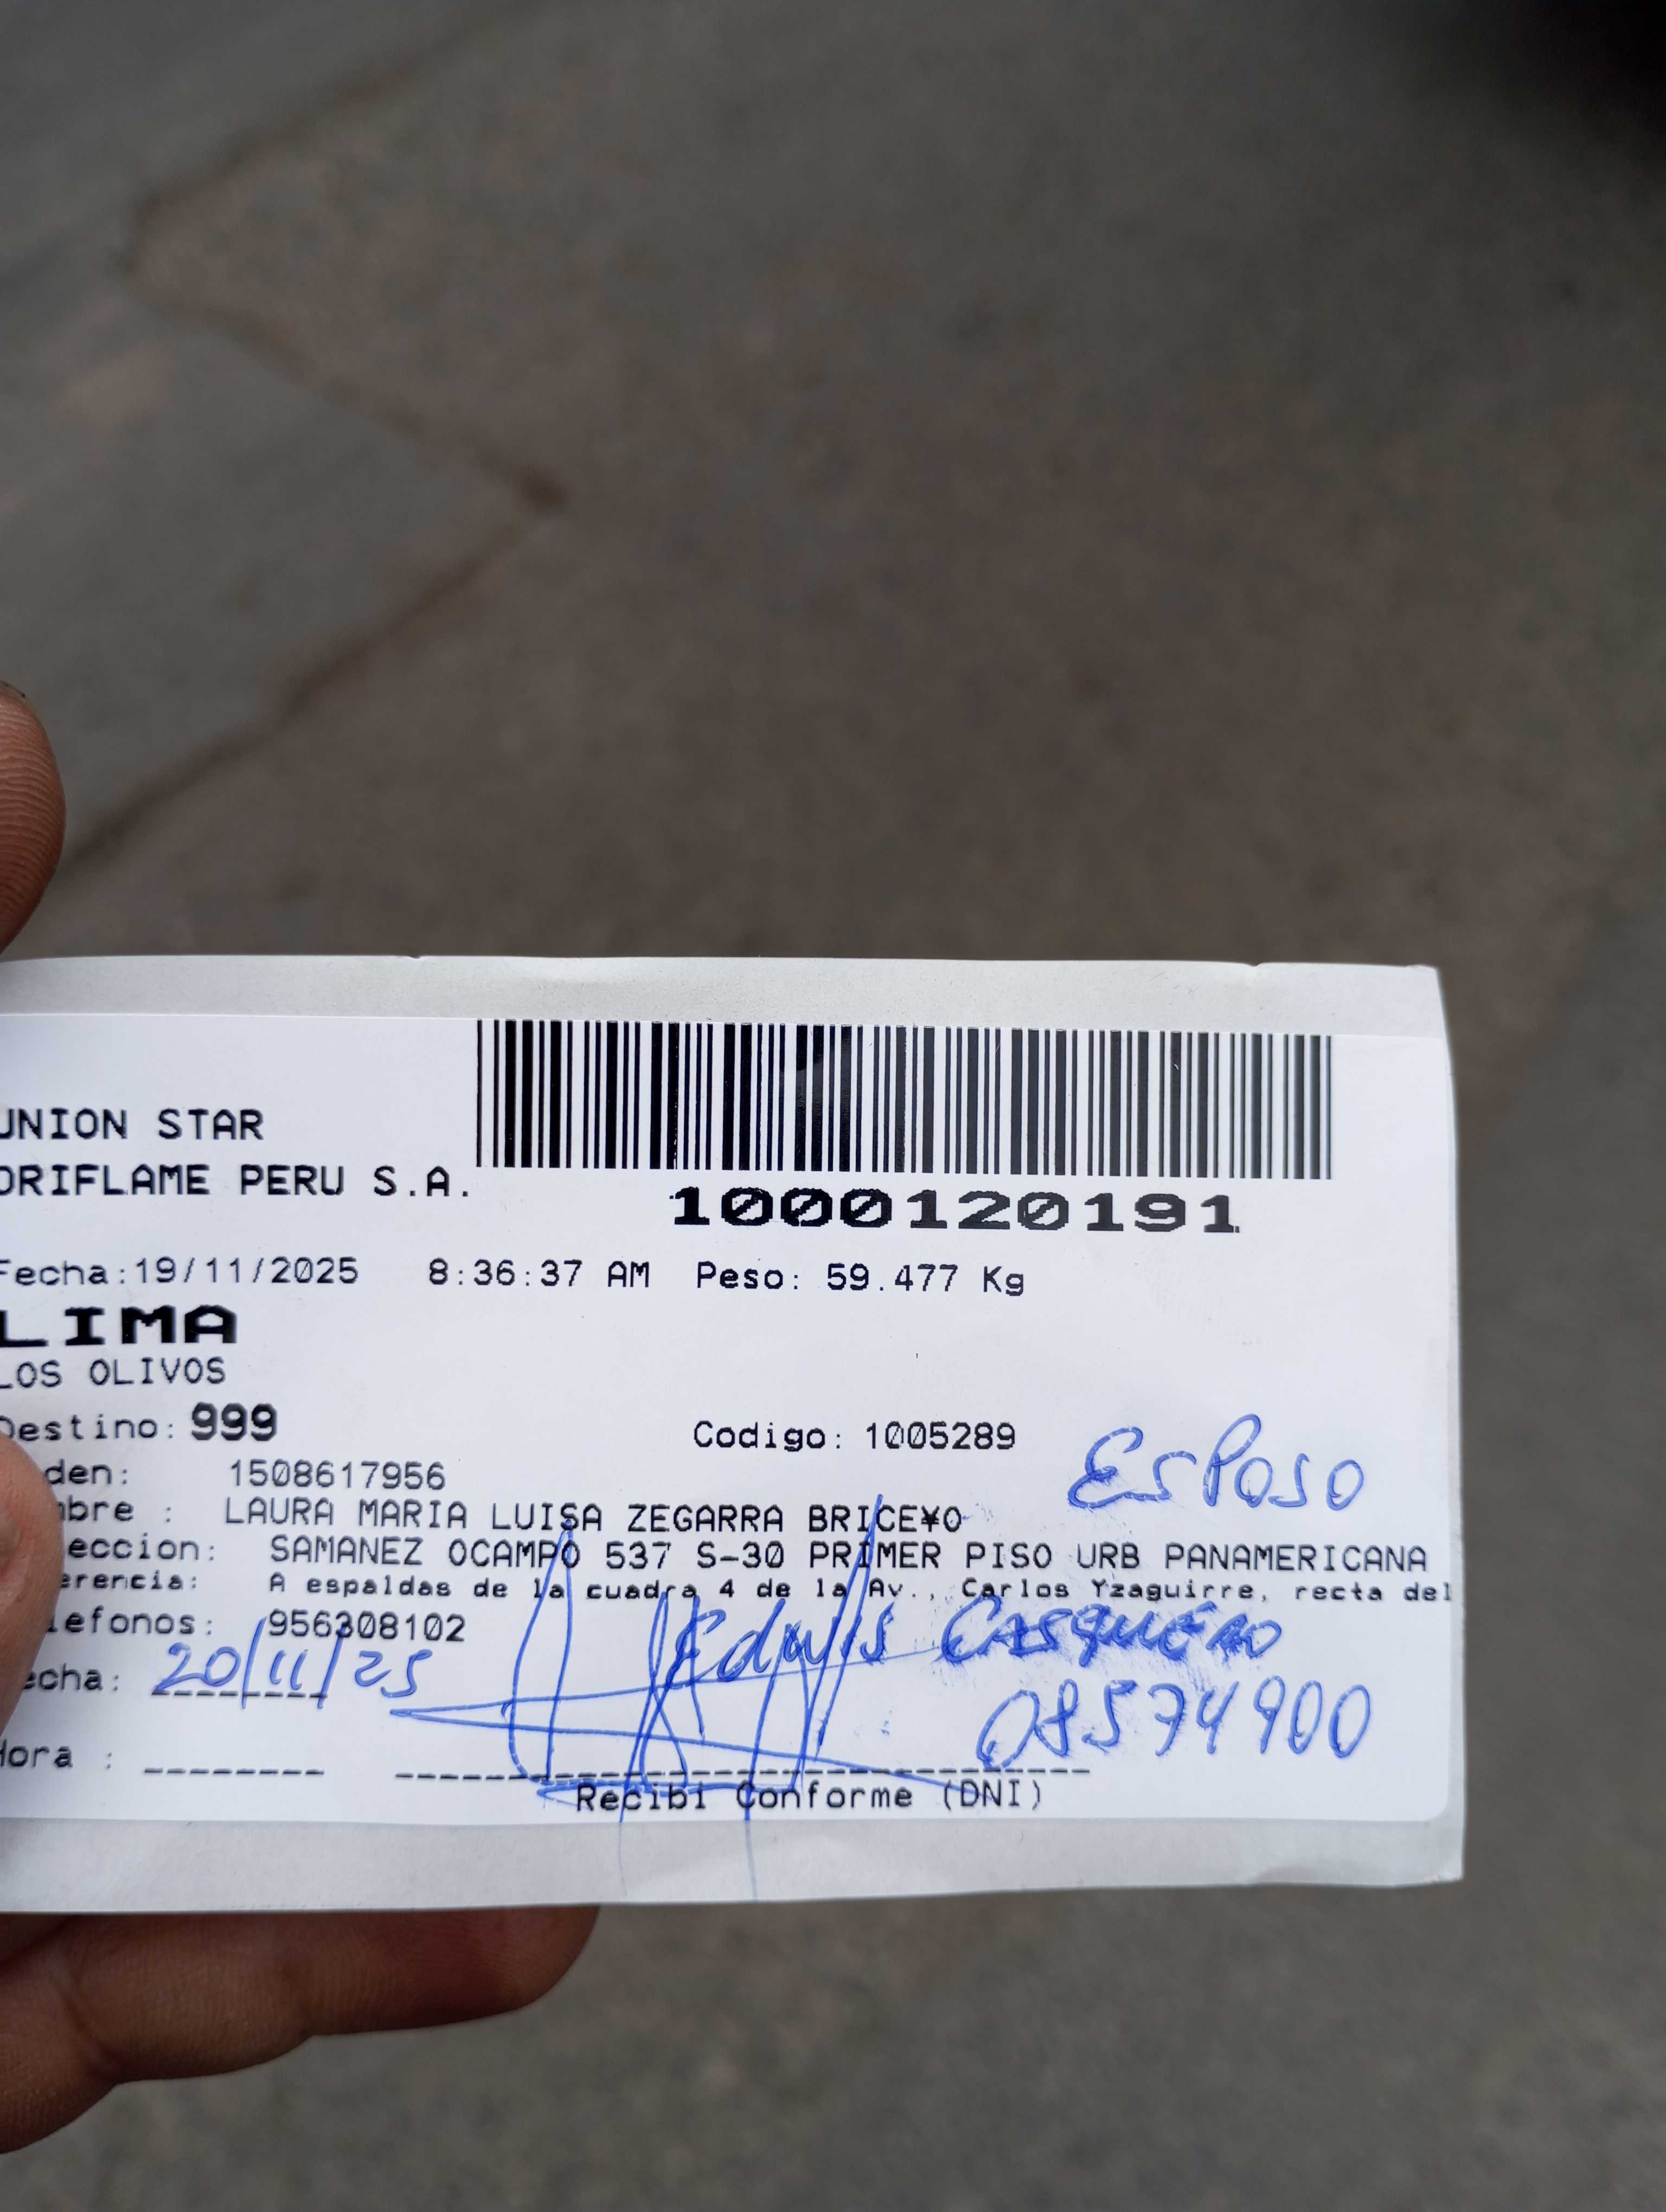 UNION STAR
ORIFLAME PERU S.A.
1000120191
Fecha:19/11/2025 8:36:37 AM Peso: 59.477 Kg
LIMA
LOS OLIVOS
Destino: 999 Codigo: 1005289
ESPOSO
den: 1508617956
mbre : LAURA MARIA LUISA ZEGARRA BRICE¥O
eccion: SAMANEZ OCAMPO 537 S-30 PRIMER PISO URB PANAMERICANA
erencia: A espaldas de la cuadra 4 de la Av., Carlos Yzaguirre, recta del
lefonos: 956308102
echa: 20/11/25
08574900
Hora :
Recibi Conforme (DNI)